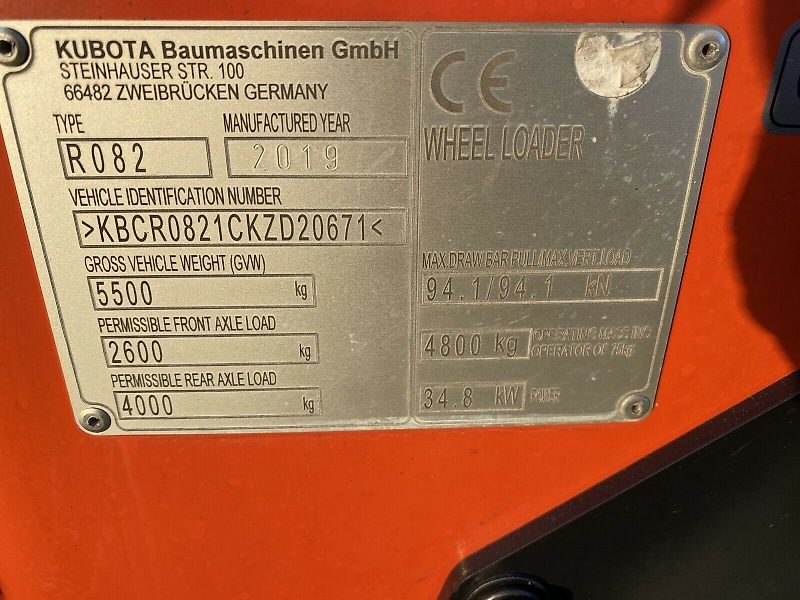 KUBOTA Baumaschinen GmbH
STEINHAUSER STR. 100
66482 ZWEIBRÜCKEN GERMANY
TYPE
R082
MANUFACTURED YEAR
2019
VEHICLE IDENTIFICATION NUMBER
>KBCR0821CKZD20671<
GROSS VEHICLE WEIGHT (GVW)
5500 kg
PERMISSIBLE FRONT AXLE LOAD
2600 kg
PERMISSIBLE REAR AXLE LOAD
4000 kg
CE
WHEEL LOADER
MAX.DRAW BAR PULL/MAX.VERT.LOAD
94.1/94.1 kN
4800 kg
OPERATING MASS INC
OPERATOR OF 75kg
34.8 kW
POWER